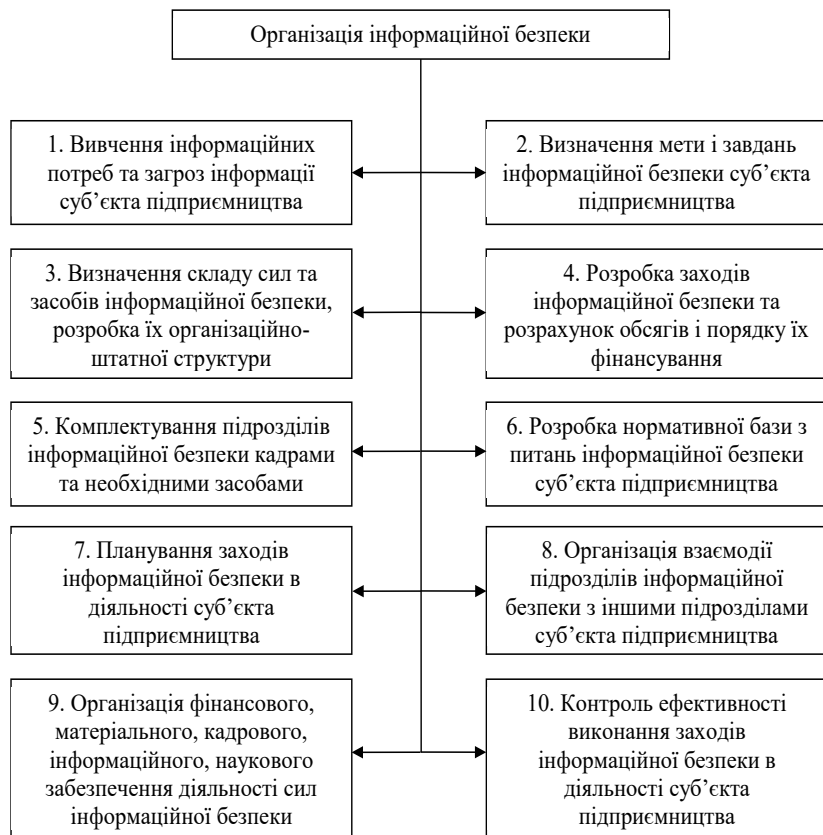 Організація інформаційної безпеки
1. Вивчення інформаційних
потреб та загроз інформації
суб’єкта підприємництва
2. Визначення мети і завдань
інформаційної безпеки суб’єкта
підприємництва
3. Визначення складу сил та
засобів інформаційної безпеки,
розробка їх організаційно-
штатної структури
4. Розробка заходів
інформаційної безпеки та
розрахунок обсягів і порядку їх
фінансування
5. Комплектування підрозділів
інформаційної безпеки кадрами
та необхідними засобами
6. Розробка нормативної бази з
питань інформаційної безпеки
суб’єкта підприємництва
7. Планування заходів
інформаційної безпеки в
діяльності суб’єкта
підприємництва
8. Організація взаємодії
підрозділів інформаційної
безпеки з іншими підрозділами
суб’єкта підприємництва
9. Організація фінансового,
матеріального, кадрового,
інформаційного, наукового
забезпечення діяльності сил
інформаційної безпеки
10. Контроль ефективності
виконання заходів
інформаційної безпеки в
діяльності суб’єкта
підприємництва